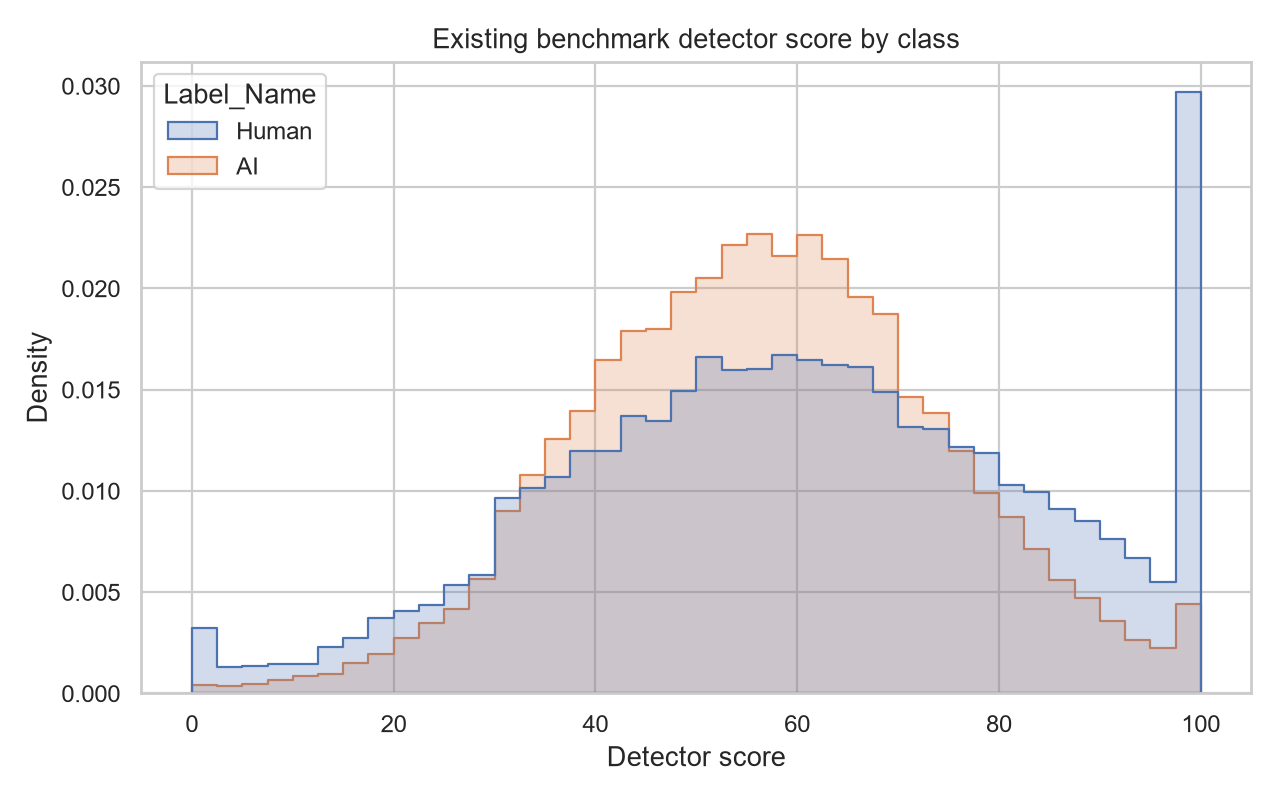 Existing benchmark detector score by class
Label_Name
Human
AI
Density
0.030
0.025
0.020
0.015
0.010
0.005
0.000
0 20 40 60 80 100
Detector score